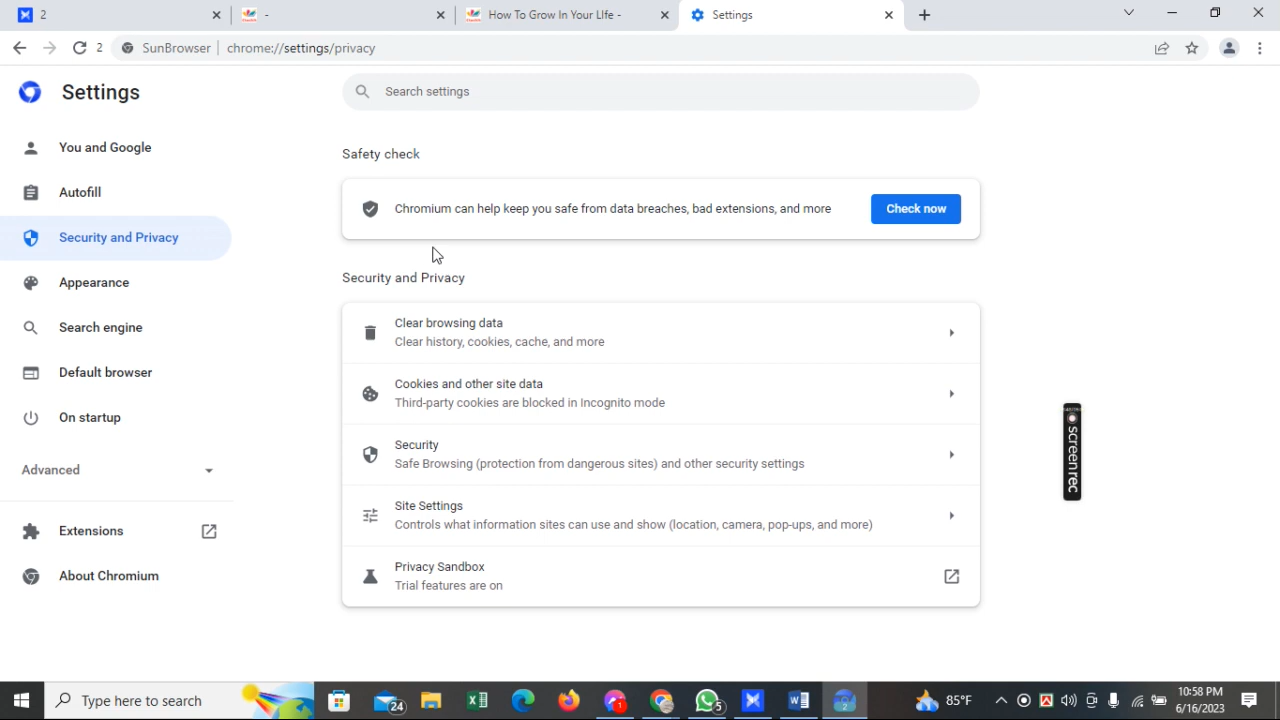 2
-
How To Grow In Your LIfe -
Settings
2
SunBrowser
chrome://settings/privacy
Settings
Search settings
You and Google
Autofill
Security and Privacy
Appearance
Search engine
Default browser
On startup
Advanced
Extensions
About Chromium
Safety check
Chromium can help keep you safe from data breaches, bad extensions, and more
Check now
Security and Privacy
Clear browsing data
Clear history, cookies, cache, and more
Cookies and other site data
Third-party cookies are blocked in Incognito mode
Security
Safe Browsing (protection from dangerous sites) and other security settings
Site Settings
Controls what information sites can use and show (location, camera, pop-ups, and more)
Privacy Sandbox
Trial features are on
screenrec
Type here to search
24
1
5
2
85°F
10:58 PM
6/16/2023